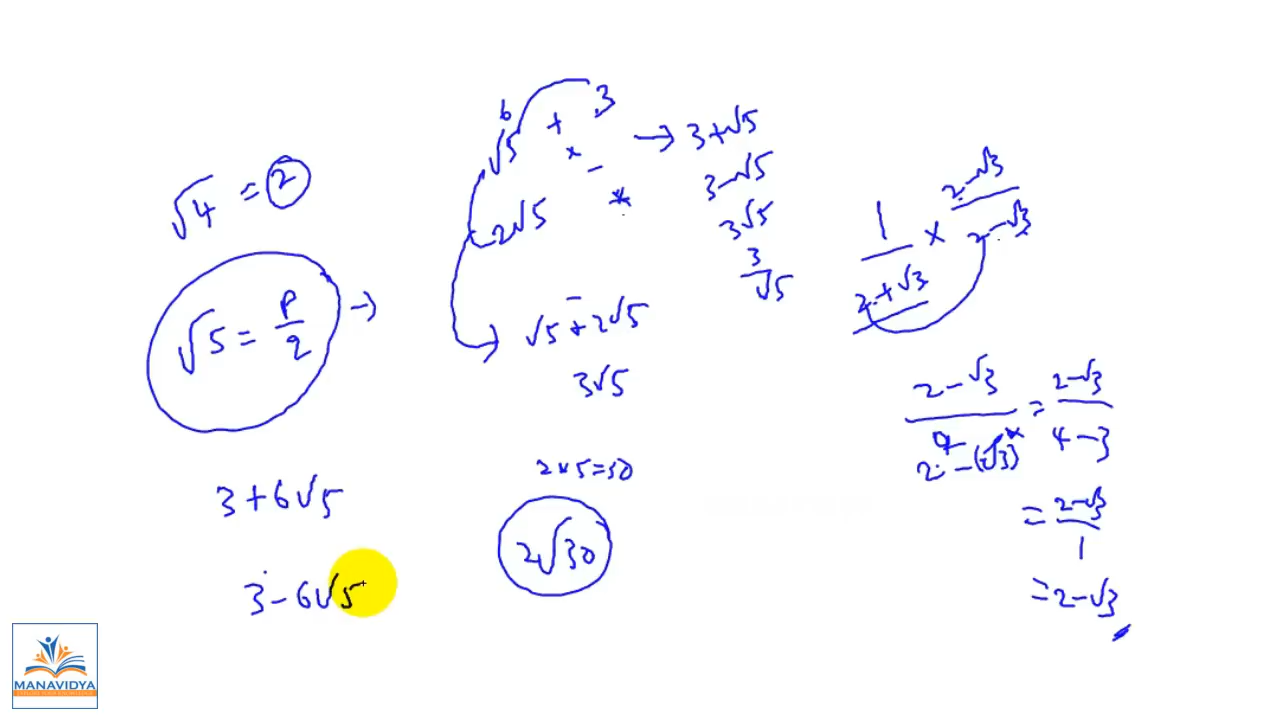 √4 = 2
√5 = P/2 →
3 + 6√5
3 - 6√5
6
√5 + 3
× -
*
2√5
→ 3 + √5
3 - √5
3√5
3/√5
√5 + 2√5
-
3√5
2 × 5 = 30
2√30
1/(2 + √3) × (2 - √3)/(2 - √3)
(2 - √3)/(2² - (√3)²) = (2 - √3)/(4 - 3)
= (2 - √3)/1
= 2 - √3
MANAVIDYA